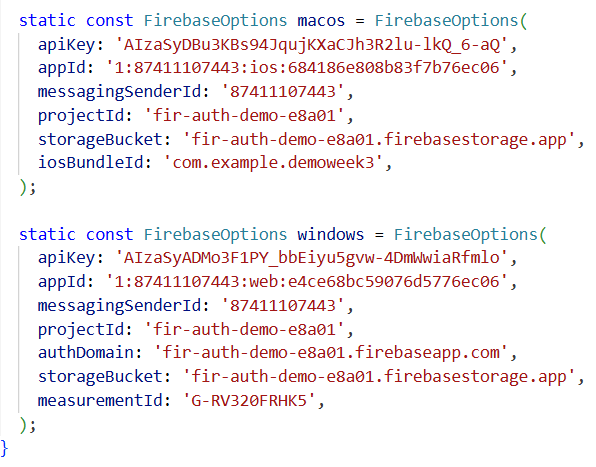 static const FirebaseOptions macos = FirebaseOptions(
apiKey: 'AIzaSyDBu3KBs94JqujKXaCJh3R2lu-lkQ_6-aQ',
appId: '1:87411107443:ios:684186e808b83f7b76ec06',
messagingSenderId: '87411107443',
projectId: 'fir-auth-demo-e8a01',
storageBucket: 'fir-auth-demo-e8a01.firebasestorage.app',
iosBundleId: 'com.example.demoweek3',
);
static const FirebaseOptions windows = FirebaseOptions(
apiKey: 'AIzaSyADMo3F1PY_bbEiyu5gvw-4DmWwiaRfmlo',
appId: '1:87411107443:web:e4ce68bc59076d5776ec06',
messagingSenderId: '87411107443',
projectId: 'fir-auth-demo-e8a01',
authDomain: 'fir-auth-demo-e8a01.firebaseapp.com',
storageBucket: 'fir-auth-demo-e8a01.firebasestorage.app',
measurementId: 'G-RV320FRHK5',
);
}